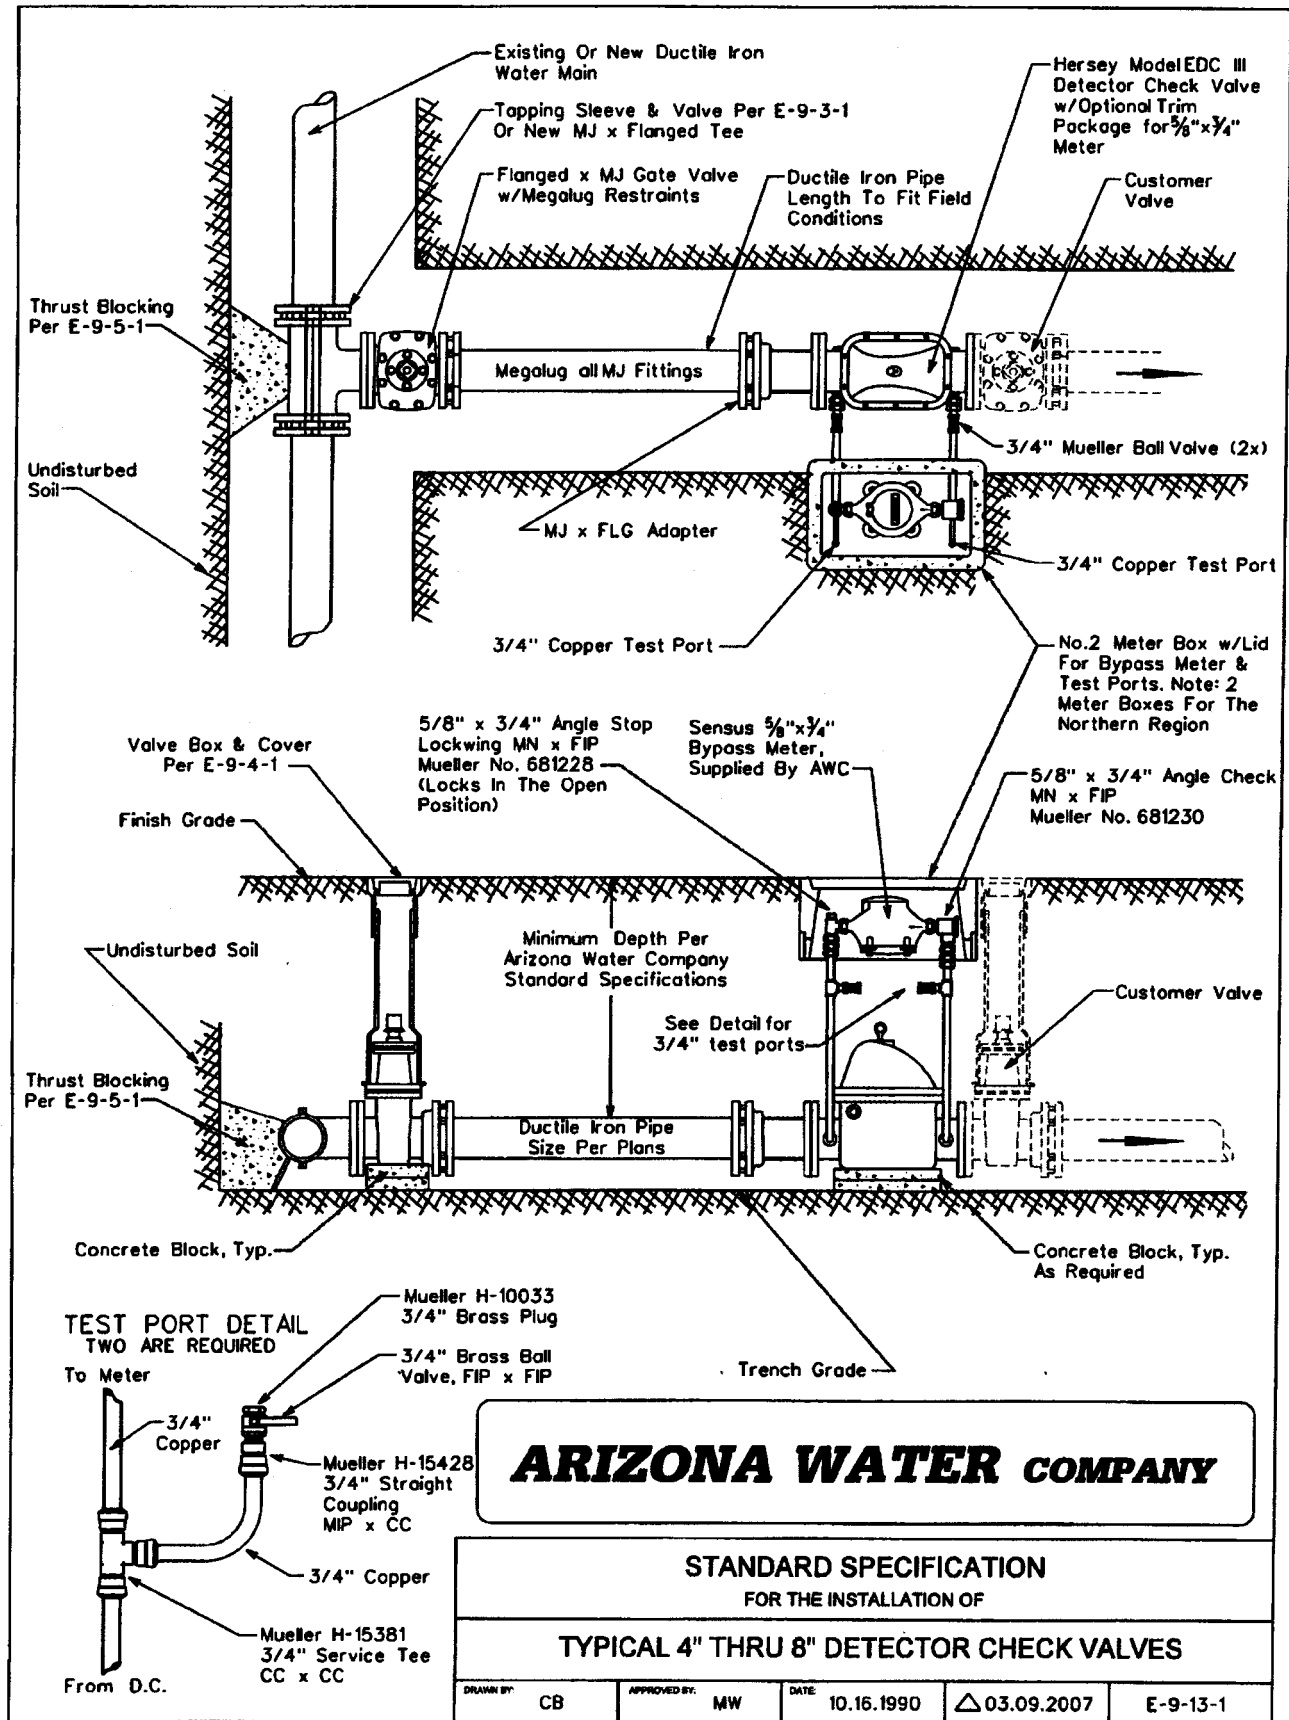 Existing Or New Ductile Iron
Water Main
Tapping Sleeve & Valve Per E-9-3-1
Or New MJ x Flanged Tee
Flanged x MJ Gate Valve
w/Megalug Restraints
Ductile Iron Pipe
Length To Fit Field
Conditions
Hersey Model EDC III
Detector Check Valve
w/Optional Trim
Package for 5/8"x3/4"
Meter
Customer
Valve
Thrust Blocking
Per E-9-5-1
Megalug all MJ Fittings
3/4" Mueller Ball Valve (2x)
Undisturbed
Soil
MJ x FLG Adapter
3/4" Copper Test Port
3/4" Copper Test Port
No.2 Meter Box w/Lid
For Bypass Meter &
Test Ports. Note: 2
Meter Boxes For The
Northern Region
Valve Box & Cover
Per E-9-4-1
5/8" x 3/4" Angle Stop
Lockwing MN x FIP
Mueller No. 681228
(Locks In The Open
Position)
Sensus 5/8"x3/4"
Bypass Meter,
Supplied By AWC
5/8" x 3/4" Angle Check
MN x FIP
Mueller No. 681230
Finish Grade
Undisturbed Soil
Minimum Depth Per
Arizona Water Company
Standard Specifications
See Detail for
3/4" test ports
Customer Valve
Thrust Blocking
Per E-9-5-1
Ductile Iron Pipe
Size Per Plans
Concrete Block, Typ.
Concrete Block, Typ.
As Required
Trench Grade
TEST PORT DETAIL
TWO ARE REQUIRED
To Meter
Mueller H-10033
3/4" Brass Plug
3/4" Brass Ball
Valve, FIP x FIP
3/4"
Copper
Mueller H-15428
3/4" Straight
Coupling
MIP x CC
3/4" Copper
Mueller H-15381
3/4" Service Tee
CC x CC
From D.C.
ARIZONA WATER COMPANY
STANDARD SPECIFICATION
FOR THE INSTALLATION OF
TYPICAL 4" THRU 8" DETECTOR CHECK VALVES
DRAWN BY: CB
APPROVED BY: MW
DATE: 10.16.1990
△ 03.09.2007
E-9-13-1